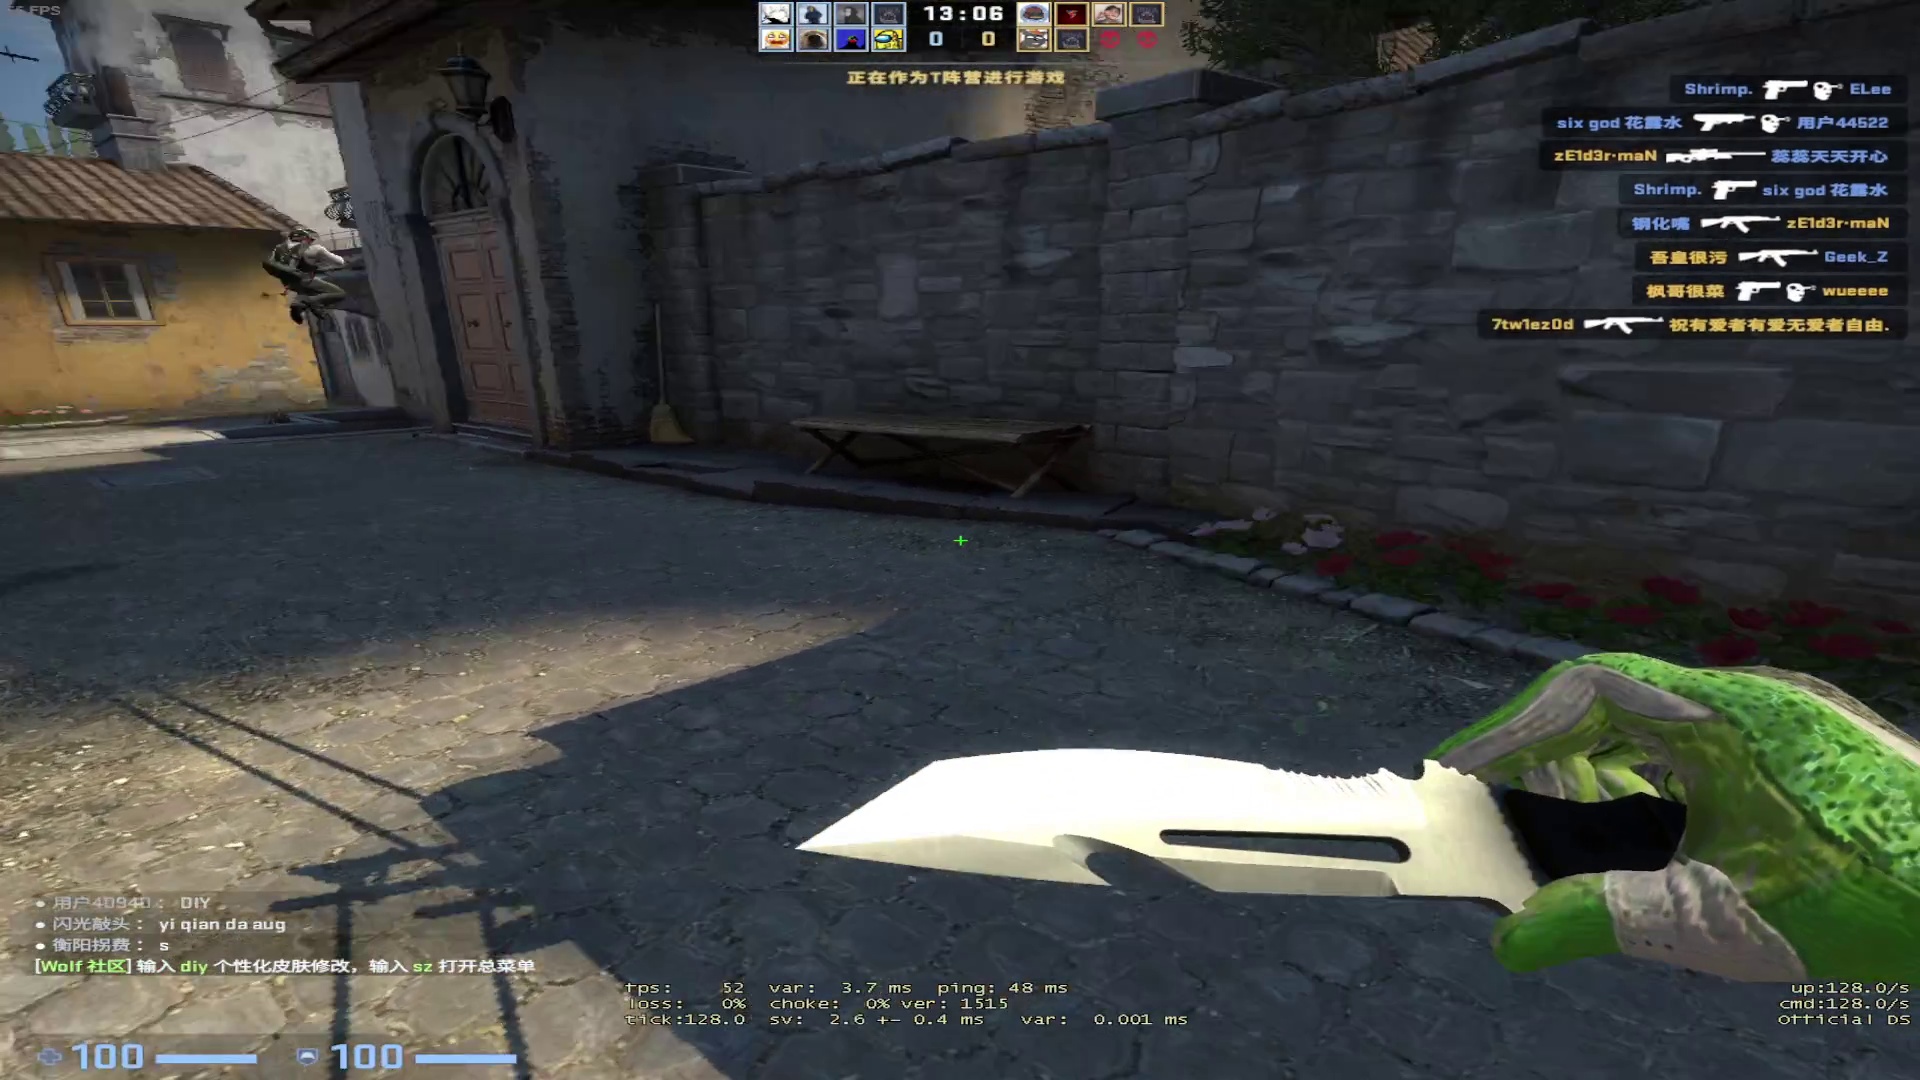 FPS
13:06
0 0
正在作为T阵营进行游戏
Shrimp. ELee
six god 花露水 用户44522
zE1d3r·maN 蕊蕊天天开心
Shrimp. six god 花露水
钢化嘴 zE1d3r·maN
吾皇很污 Geek_Z
枫哥很菜 wueeee
7tw1ez0d 祝有爱者有爱无爱者自由.
用户40940： DIY
闪光敲头： yi qian da aug
衡阳拐费： s
[Wolf 社区] 输入 diy 个性化皮肤修改，输入 sz 打开总菜单
fps: 52 var: 3.7 ms ping: 48 ms
loss: 0% choke: 0% ver: 1515
tick:128.0 sv: 2.6 +- 0.4 ms var: 0.001 ms
up:128.0/s
cmd:128.0/s
Official DS
100 100